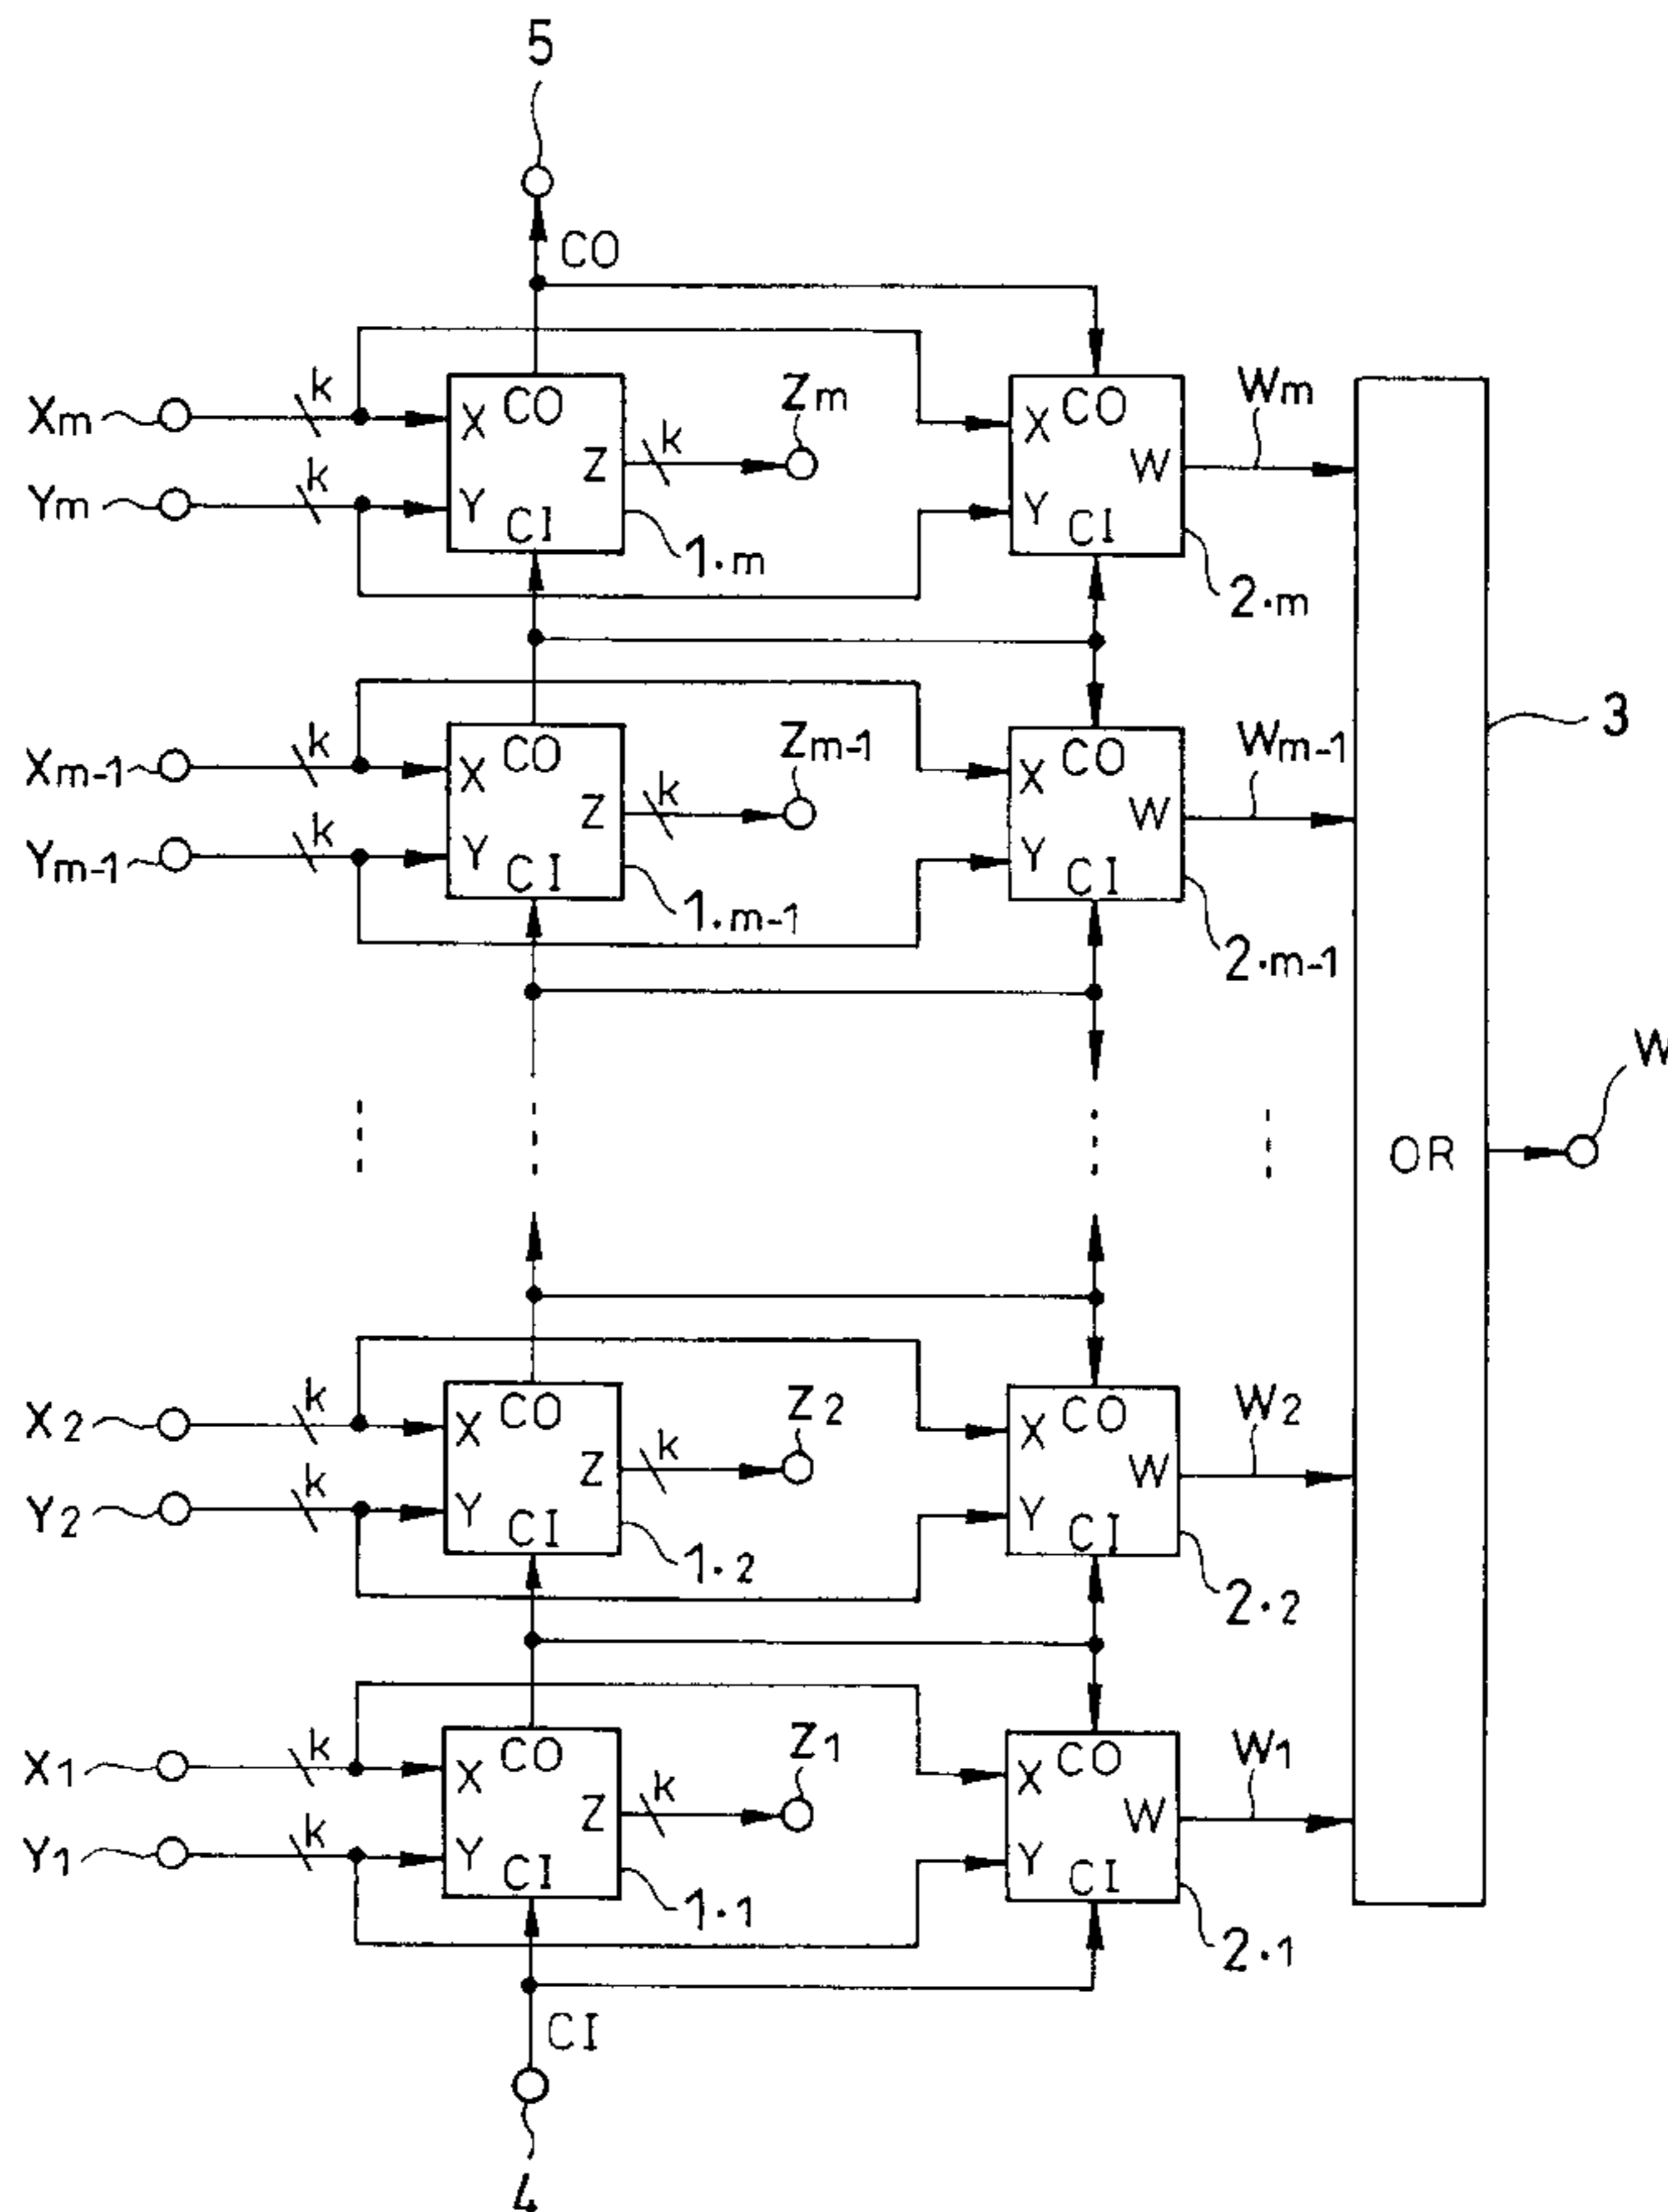 5
CO
Xm k X CO Z k Zm X CO W Wm
Ym k Y CI 1·m Y CI 2·m
3
Xm-1 k X CO Z k Zm-1 X CO W Wm-1
Ym-1 k Y CI 1·m-1 Y CI 2·m-1
OR W
X2 k X CO Z k Z2 X CO W W2
Y2 k Y CI 1·2 Y CI 2·2
X1 k X CO Z k Z1 X CO W W1
Y1 k Y CI 1·1 Y CI 2·1
CI
4